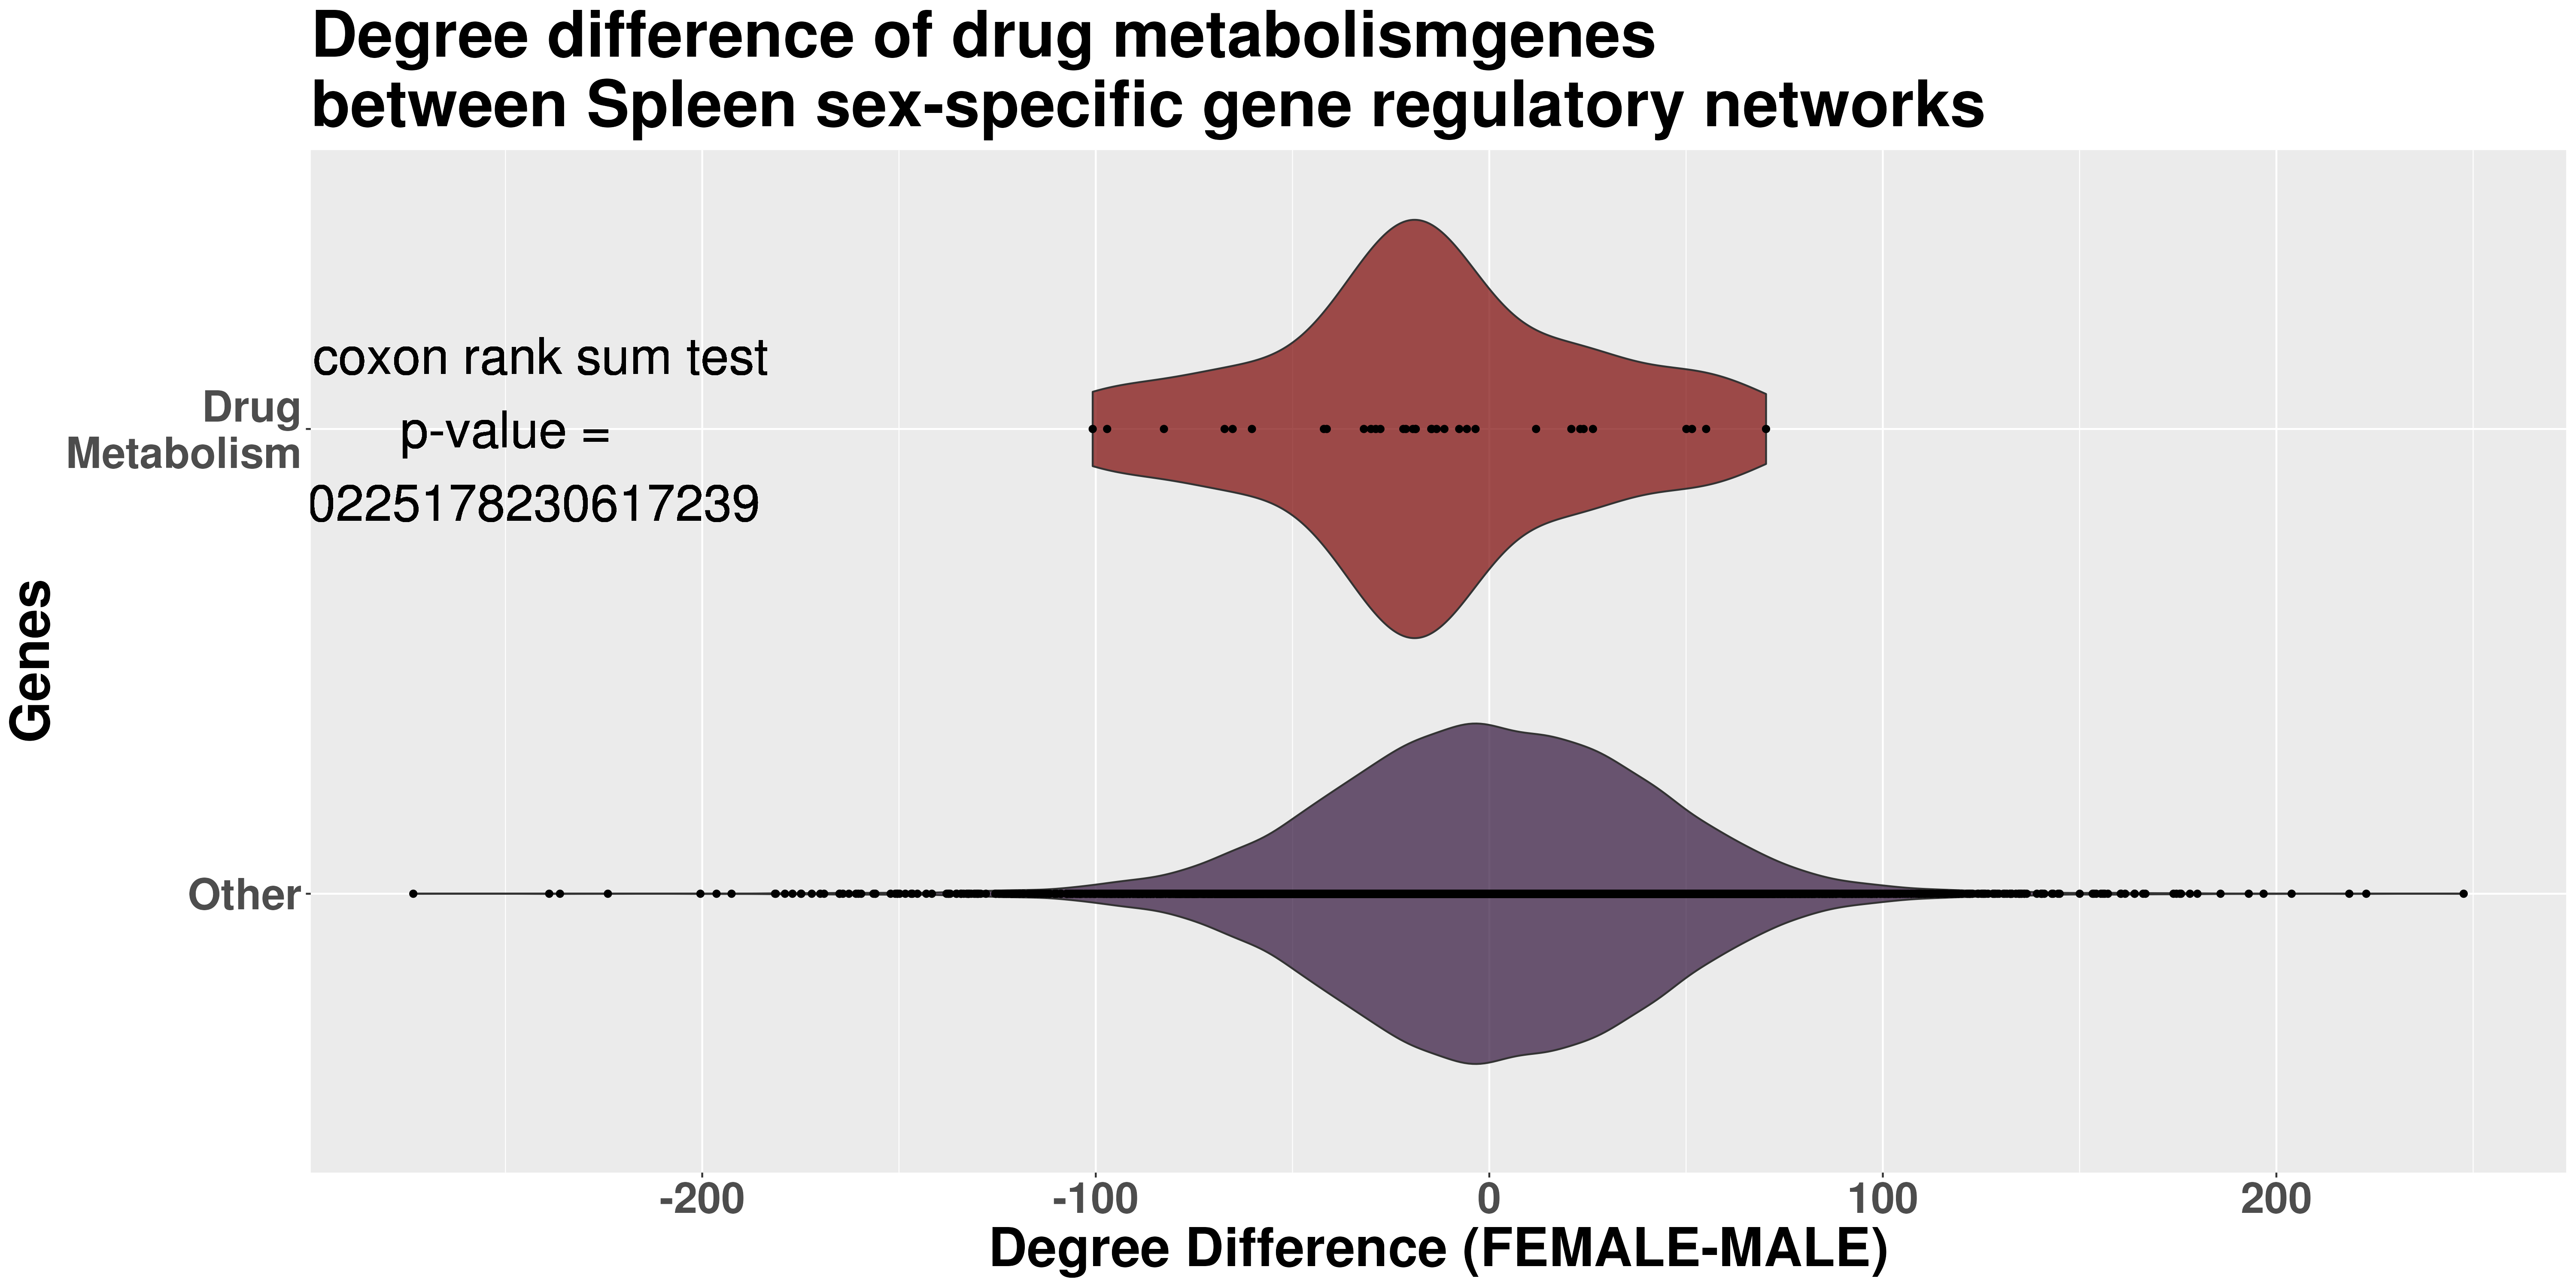 Degree difference of drug metabolismgenes
between Spleen sex-specific gene regulatory networks
coxon rank sum test
p-value =
02251178230617239
Drug
Metabolism
Other
Genes
-200 -100 0 100 200
Degree Difference (FEMALE-MALE)